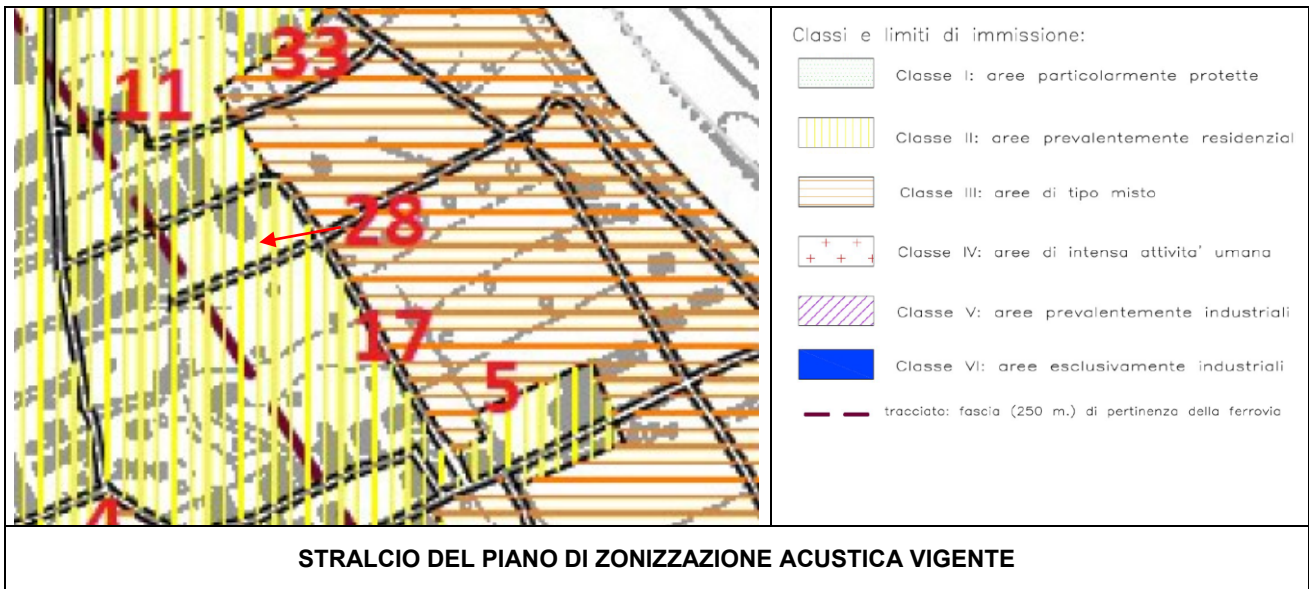 33
11
28
17
5
4
Classi e limiti di immissione:
Classe I: aree particolarmente protette
Classe II: aree prevalentemente residenzial
Classe III: aree di tipo misto
Classe IV: aree di intensa attivita' umana
Classe V: aree prevalentemente industriali
Classe VI: aree esclusivamente industriali
tracciato: fascia (250 m.) di pertinenza della ferrovia
STRALCIO DEL PIANO DI ZONIZZAZIONE ACUSTICA VIGENTE